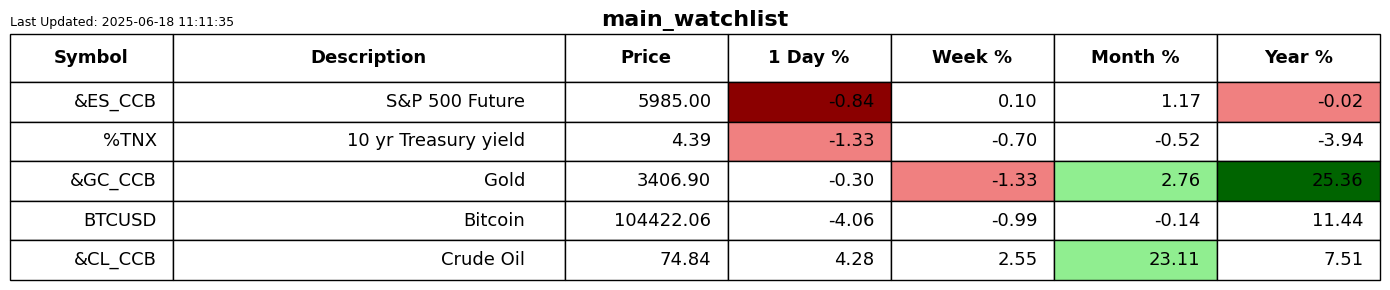 Last Updated: 2025-06-18 11:11:35
main_watchlist
Symbol Description Price 1 Day % Week % Month % Year %
&ES_CCB S&P 500 Future 5985.00 -0.84 0.10 1.17 -0.02
%TNX 10 yr Treasury yield 4.39 -1.33 -0.70 -0.52 -3.94
&GC_CCB Gold 3406.90 -0.30 -1.33 2.76 25.36
BTCUSD Bitcoin 104422.06 -4.06 -0.99 -0.14 11.44
&CL_CCB Crude Oil 74.84 4.28 2.55 23.11 7.51